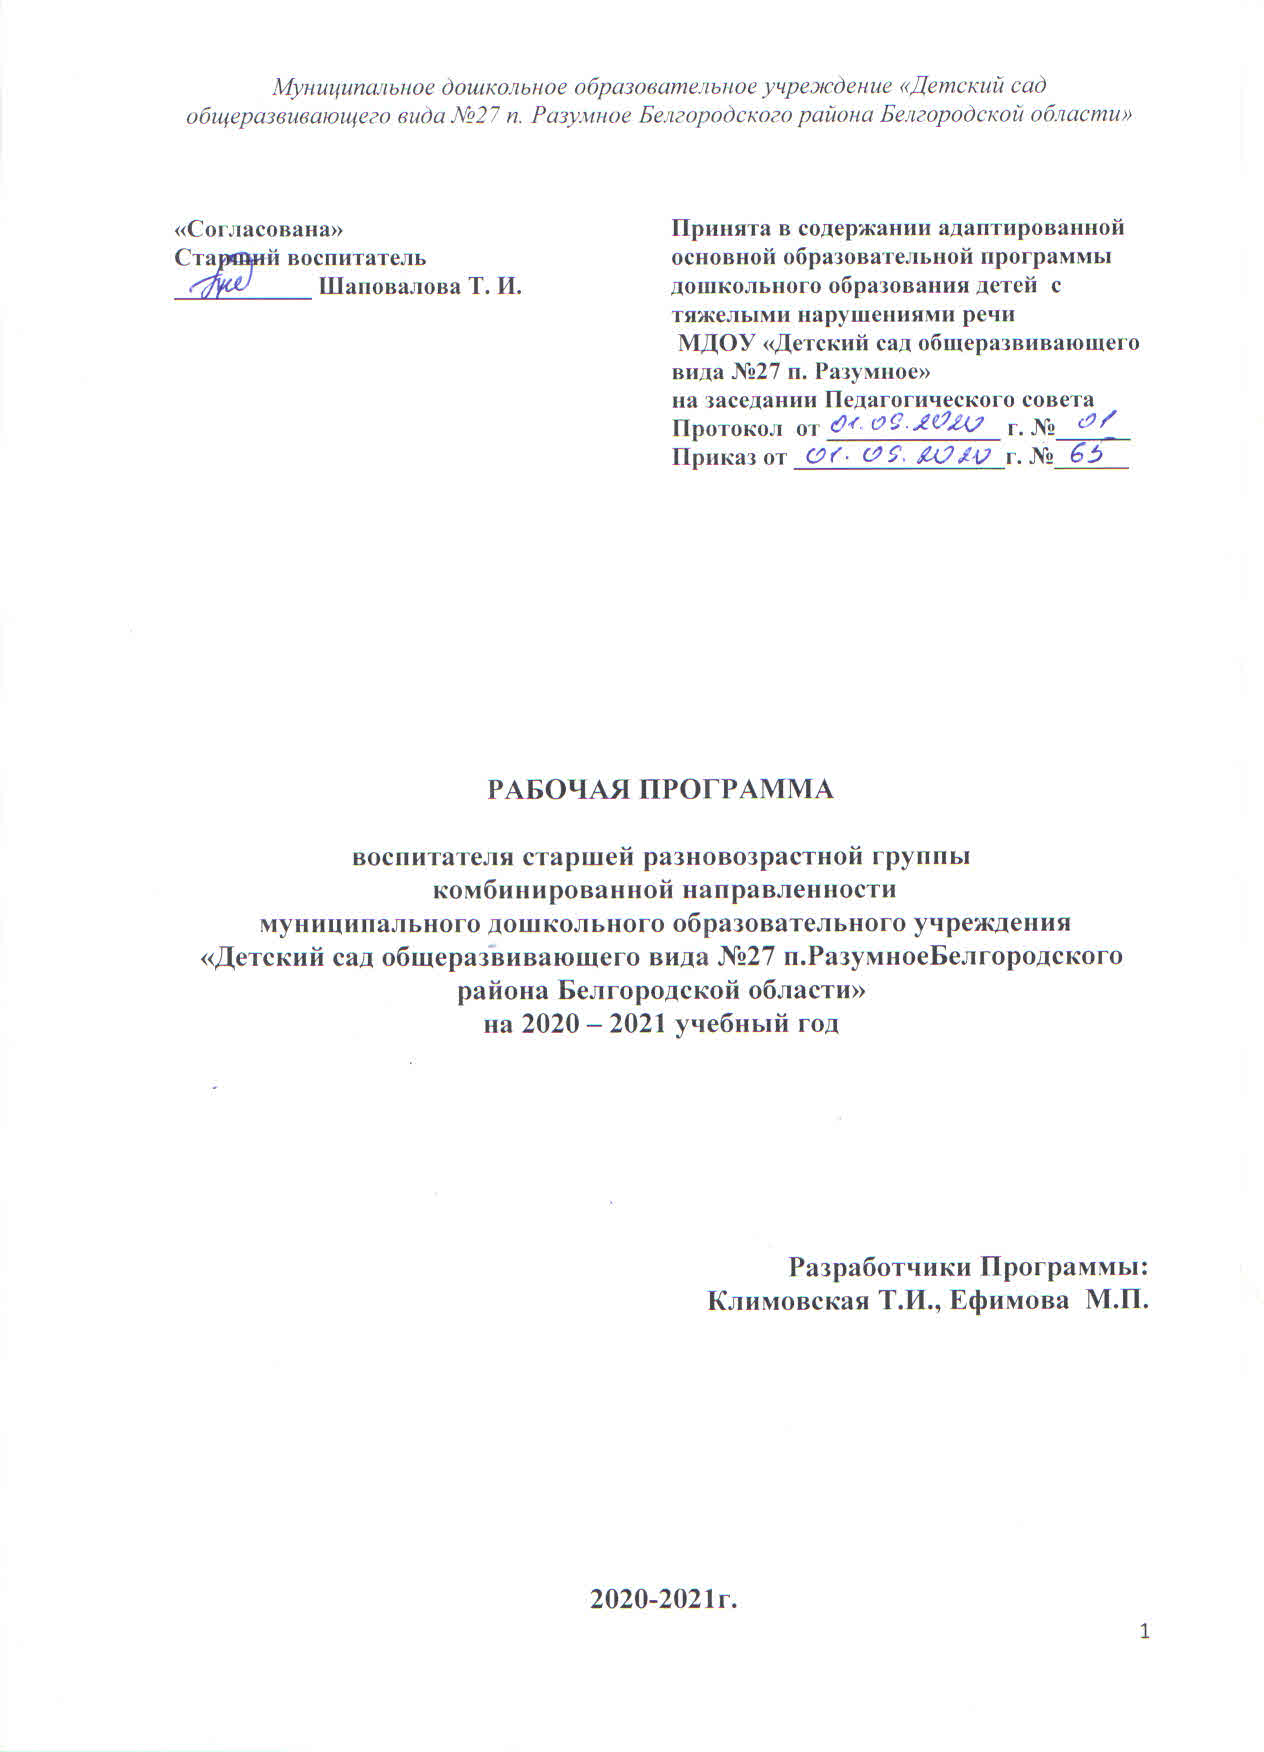 Муниципальное дошкольное образовательное учреждение «Детский сад
общеразвивающего вида №27 п. Разумное Белгородского района Белгородской области»
«Согласована»
Старший воспитатель
____________ Шаповалова Т. И.
Принята в содержании адаптированной
основной образовательной программы
дошкольного образования детей с
тяжелыми нарушениями речи
МДОУ «Детский сад общеразвивающего
вида №27 п. Разумное»
на заседании Педагогического совета
Протокол от 01.09.2020 г. № 01
Приказ от 01.09.2020 г. № 65
РАБОЧАЯ ПРОГРАММА
воспитателя старшей разновозрастной группы
комбинированной направленности
муниципального дошкольного образовательного учреждения
«Детский сад общеразвивающего вида №27 п.РазумноеБелгородского
района Белгородской области»
на 2020 – 2021 учебный год
Разработчики Программы:
Климовская Т.И., Ефимова М.П.
2020-2021г.
1